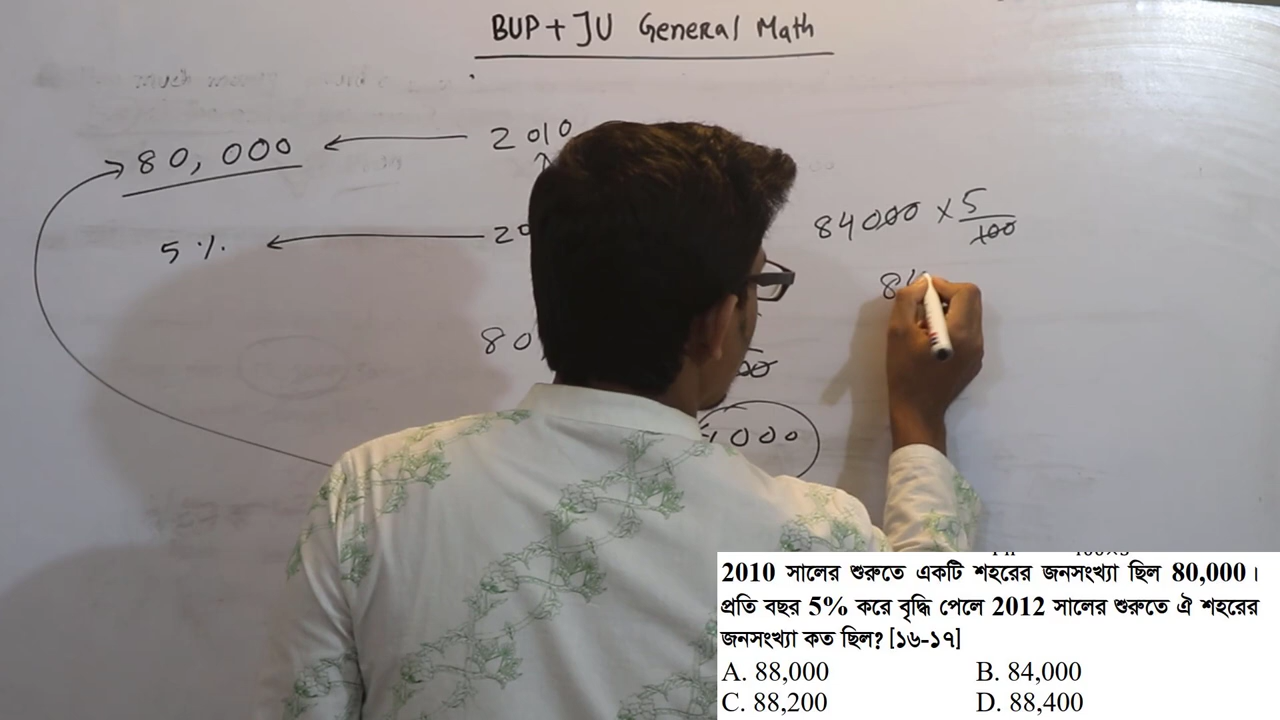 BUP + JU General Math
80,000 ← 2010
5% ← 20
84000 × 5/100
80
84
1000
2010 সালের শুরুতে একটি শহরের জনসংখ্যা ছিল 80,000।
প্রতি বছর 5% করে বৃদ্ধি পেলে 2012 সালের শুরুতে ঐ শহরের
জনসংখ্যা কত ছিল? [১৬-১৭]
A. 88,000 B. 84,000
C. 88,200 D. 88,400